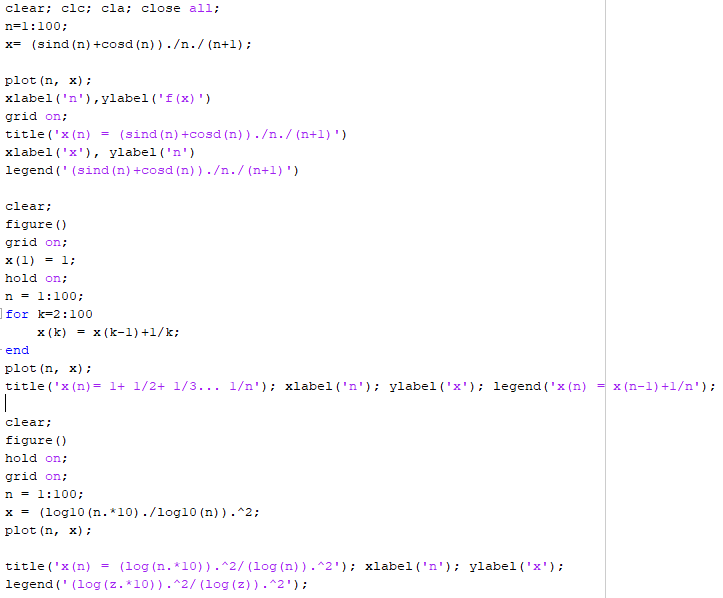 clear; clc; cla; close all;
n=1:100;
x= (sind(n)+cosd(n))./n./(n+1);
plot(n, x);
xlabel('n'),ylabel('f(x)')
grid on;
title('x(n) = (sind(n)+cosd(n))./n./(n+1)')
xlabel('x'), ylabel('n')
legend('(sind(n)+cosd(n))./n./(n+1)')
clear;
figure()
grid on;
x(1) = 1;
hold on;
n = 1:100;
for k=2:100
    x(k) = x(k-1)+1/k;
end
plot(n, x);
title('x(n)= 1+ 1/2+ 1/3... 1/n'); xlabel('n'); ylabel('x'); legend('x(n) = x(n-1)+1/n');
clear;
figure()
hold on;
grid on;
n = 1:100;
x = (log10(n.*10)./log10(n)).^2;
plot(n, x);
title('x(n) = (log(n.*10)).^2/(log(n)).^2'); xlabel('n'); ylabel('x');
legend('(log(z.*10)).^2/(log(z)).^2');